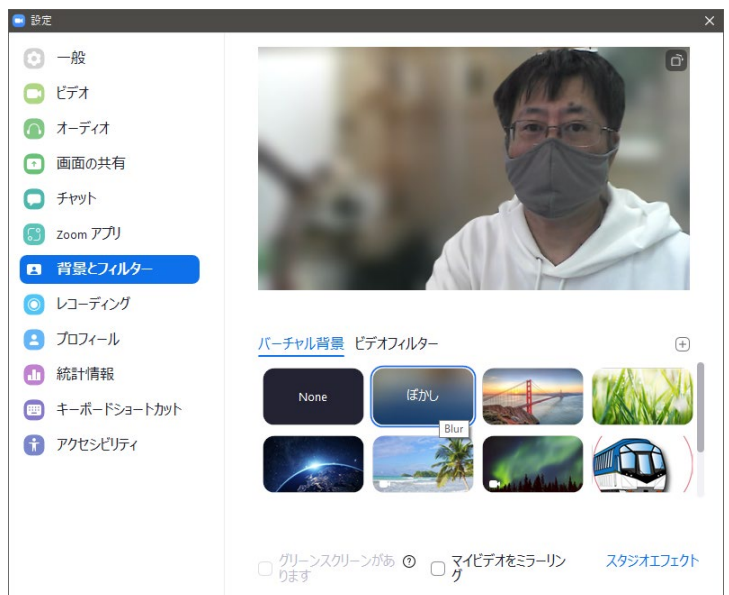 設定
一般
ビデオ
オーディオ
画面の共有
チャット
Zoom アプリ
背景とフィルター
レコーディング
プロフィール
統計情報
キーボードショートカット
アクセシビリティ
バーチャル背景 ビデオフィルター
None
ぼかし
Blur
グリーンスクリーンがあ
ります
マイビデオをミラーリン
グ
スタジオエフェクト